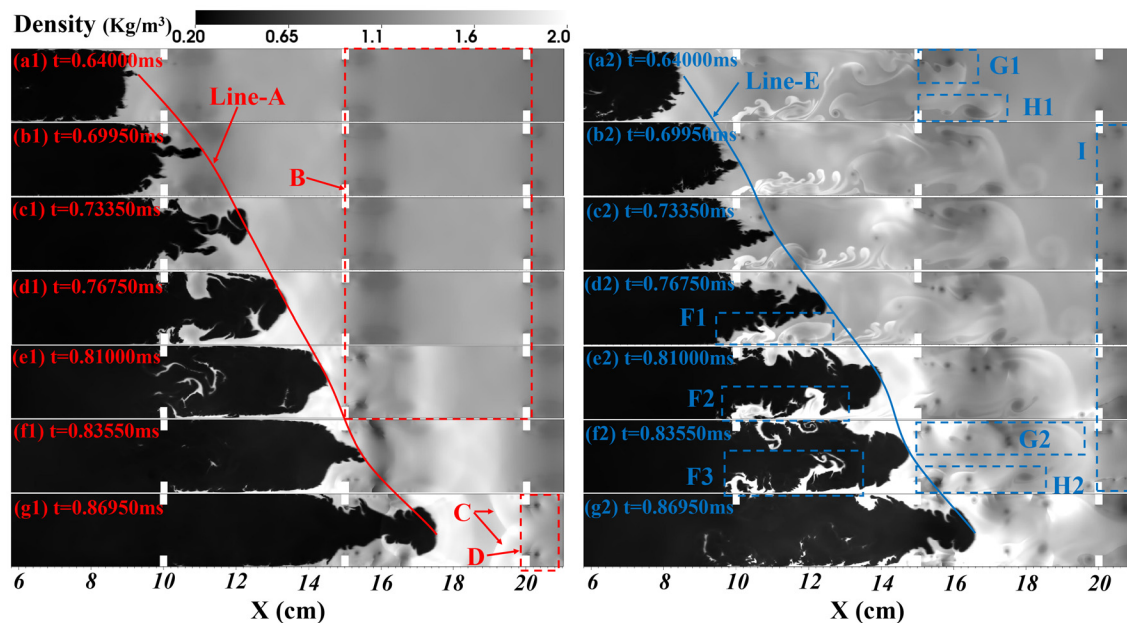 Density (Kg/m³)
0.20 0.65 1.1 1.6 2.0
(a1) t=0.64000ms
Line-A
(b1) t=0.69950ms
B
(c1) t=0.73350ms
(d1) t=0.76750ms
(e1) t=0.81000ms
(f1) t=0.83550ms
(g1) t=0.86950ms
C
D
6 8 10 12 14 16 18 20
X (cm)
(a2) t=0.64000ms
G1
Line-E
H1
(b2) t=0.69950ms
I
(c2) t=0.73350ms
(d2) t=0.76750ms
F1
(e2) t=0.81000ms
F2
(f2) t=0.83550ms
G2
F3
H2
(g2) t=0.86950ms
6 8 10 12 14 16 18 20
X (cm)